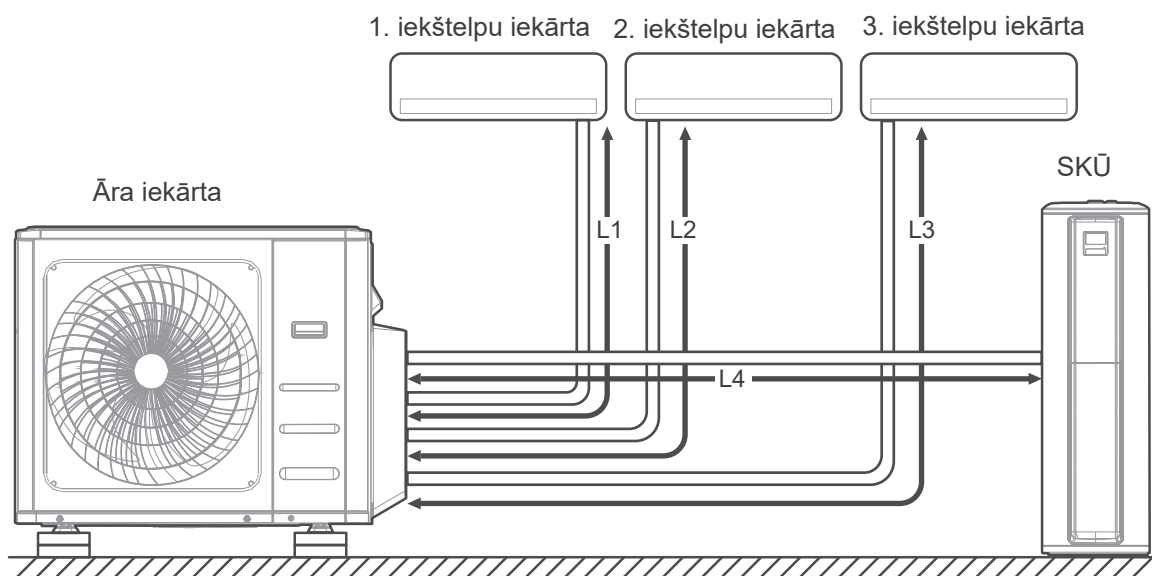 1. iekštelpu iekārta
2. iekštelpu iekārta
3. iekštelpu iekārta
SKŪ
Āra iekārta
L1
L2
L3
L4